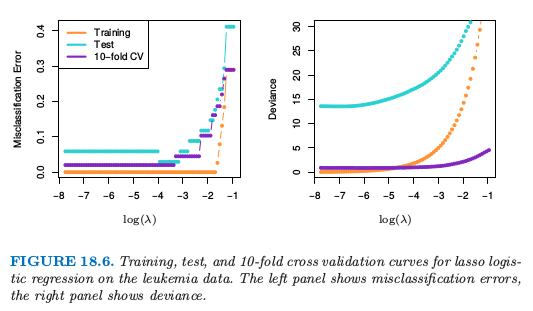 Misclassification Error
0.0 0.1 0.2 0.3 0.4
Training
Test
10−fold CV
−8 −7 −6 −5 −4 −3 −2 −1
log(λ)
Deviance
0 5 10 15 20 25 30
−8 −7 −6 −5 −4 −3 −2 −1
log(λ)
FIGURE 18.6. Training, test, and 10-fold cross validation curves for lasso logis-
tic regression on the leukemia data. The left panel shows misclassification errors,
the right panel shows deviance.